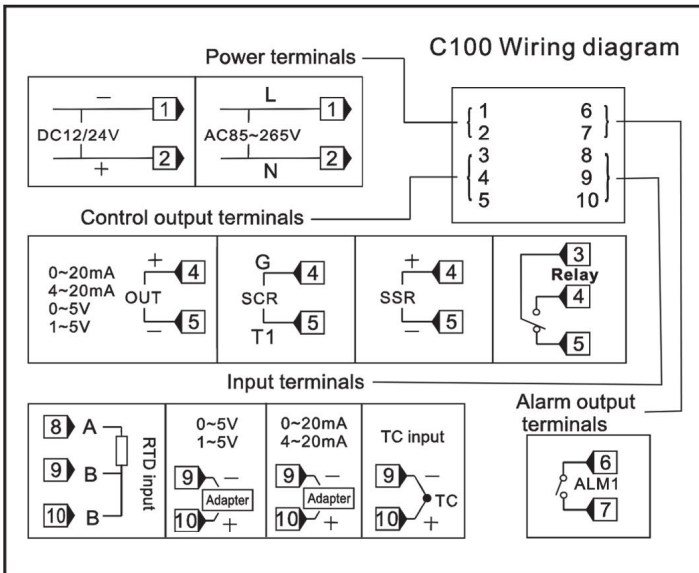 C100 Wiring diagram
Power terminals
− 1
DC12/24V
+ 2
L 1
AC85~265V
N 2
1 6
2 7
3 8
4 9
5 10
Control output terminals
0~20mA
4~20mA
0~5V
1~5V
OUT
+ 4
− 5
G 4
SCR
T1 5
+ 4
SSR
− 5
3
Relay
4
5
Input terminals
8 A
9 B
10 B
RTD input
0~5V
1~5V
9 −
Adapter
10 +
0~20mA
4~20mA
9 −
Adapter
10 +
TC input
9 −
TC
10 +
Alarm output
terminals
6
ALM1
7